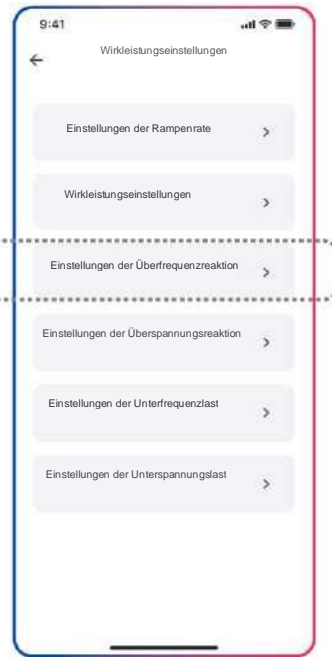 9:41
Wirkleistungseinstellungen
Einstellungen der Rampenrate
Wirkleistungseinstellungen
Einstellungen der Überfrequenzreaktion
Einstellungen der Überspannungsreaktion
Einstellungen der Unterfrequenzlast
Einstellungen der Unterspannungslast